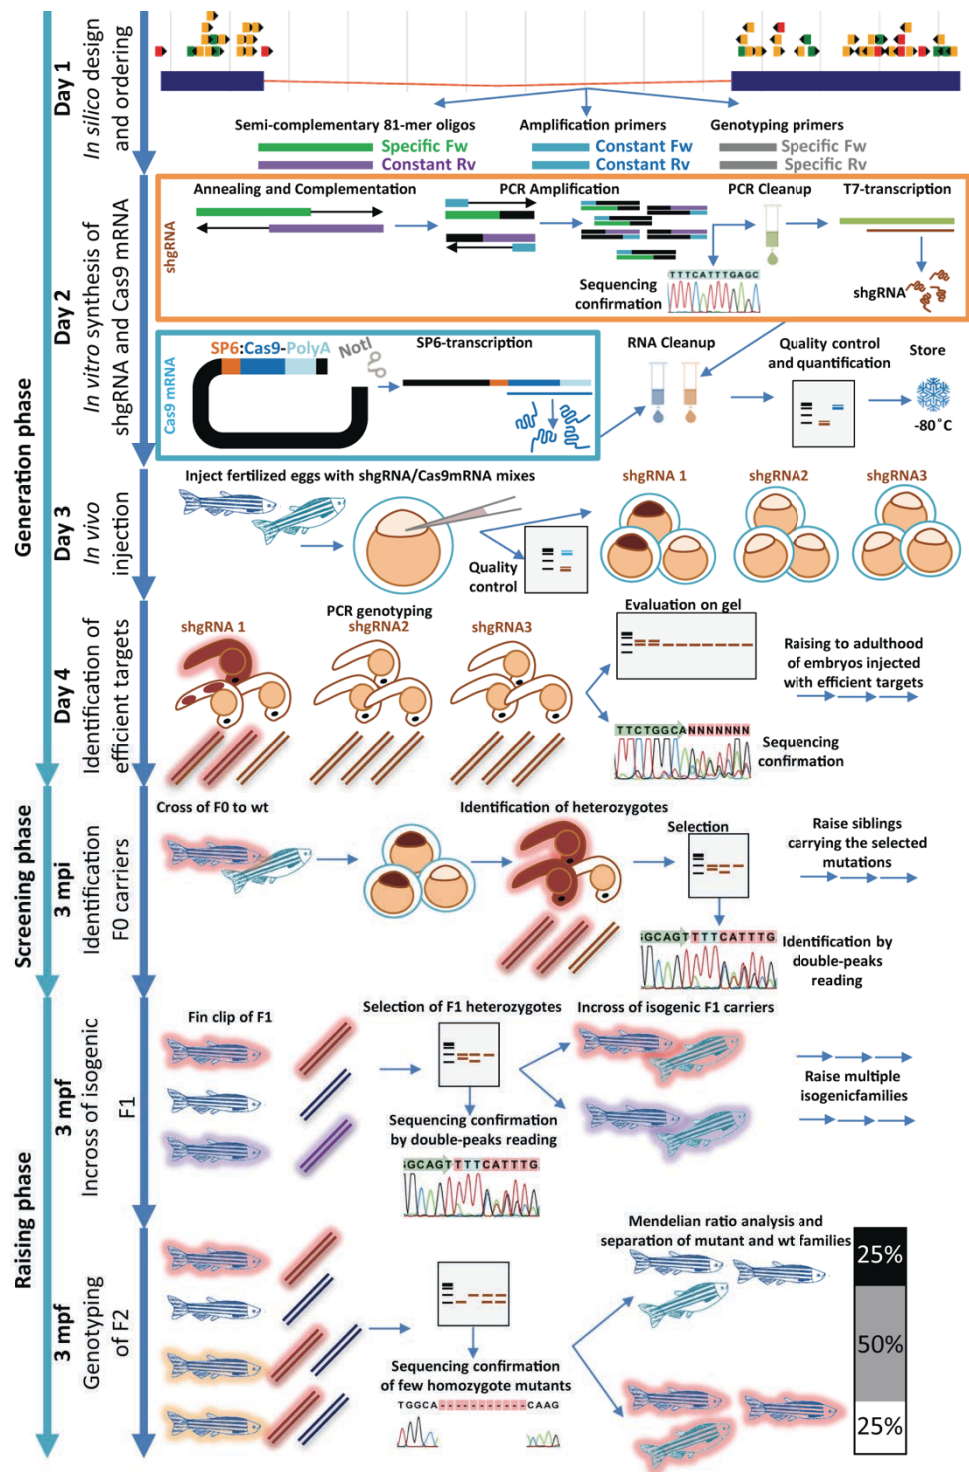 Generation phase
Screening phase
Raising phase
Day 1
In silico design
and ordering
Semi-complementary 81-mer oligos
Specific Fw
Constant Rv
Amplification primers
Constant Fw
Constant Rv
Genotyping primers
Specific Fw
Specific Rv
Day 2
In vitro synthesis of
shgRNA and Cas9 mRNA
shgRNA
Annealing and Complementation
PCR Amplification
PCR Cleanup
T7-transcription
TTTCATTTGAGC
Sequencing
confirmation
shgRNA
Cas9 mRNA
SP6:Cas9-PolyA
NotI
SP6-transcription
RNA Cleanup
Quality control
and quantification
Store
-80˚C
Day 3
In vivo
injection
Inject fertilized eggs with shgRNA/Cas9mRNA mixes
Quality
control
shgRNA 1
shgRNA2
shgRNA3
Day 4
Identification of
efficient targets
PCR genotyping
shgRNA 1
shgRNA2
shgRNA3
Evaluation on gel
TTCTGGCANNNNNNN
Sequencing
confirmation
Raising to adulthood
of embryos injected
with efficient targets
3 mpi
Identification
F0 carriers
Cross of F0 to wt
Identification of heterozygotes
Selection
GCAGTTTTCATTTG
Identification by
double-peaks
reading
Raise siblings
carrying the selected
mutations
3 mpf
Incross of isogenic
F1
Fin clip of F1
Selection of F1 heterozygotes
Sequencing confirmation
by double-peaks reading
GCAGTTTTCATTTG
Incross of isogenic F1 carriers
Raise multiple
isogenicfamilies
3 mpf
Genotyping
of F2
Sequencing confirmation
of few homozygote mutants
TGGCA-----------CAAG
Mendelian ratio analysis and
separation of mutant and wt families
25%
50%
25%